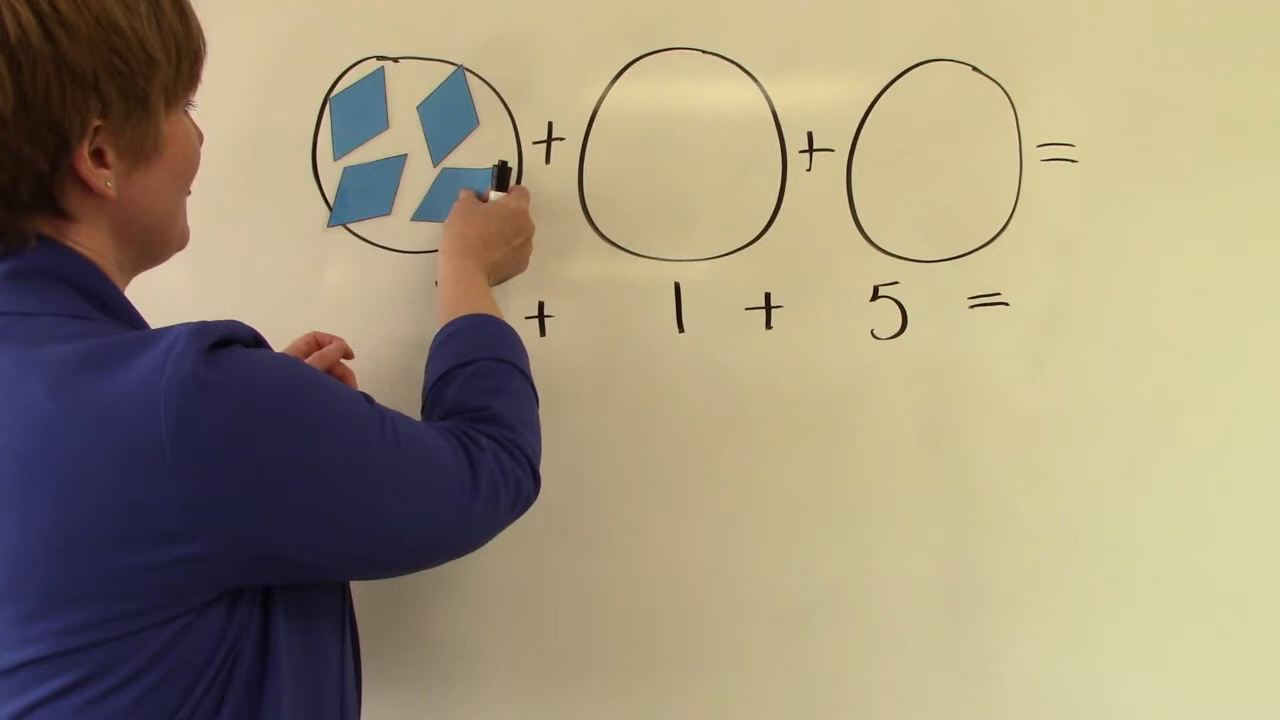 + + =
+ 1 + 5 =